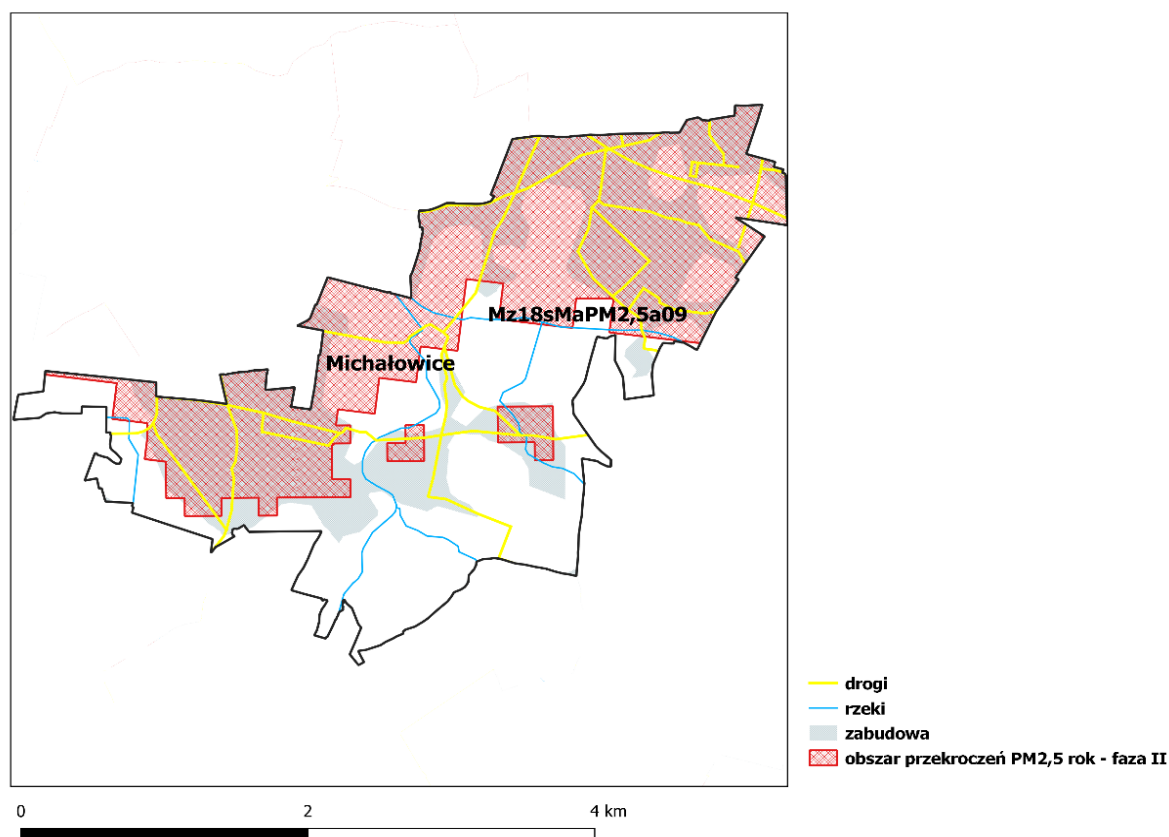 Mz18sMaPM2,5a09
Michałowice
drogi
rzeki
zabudowa
obszar przekroczeń PM2,5 rok - faza II
0 2 4 km